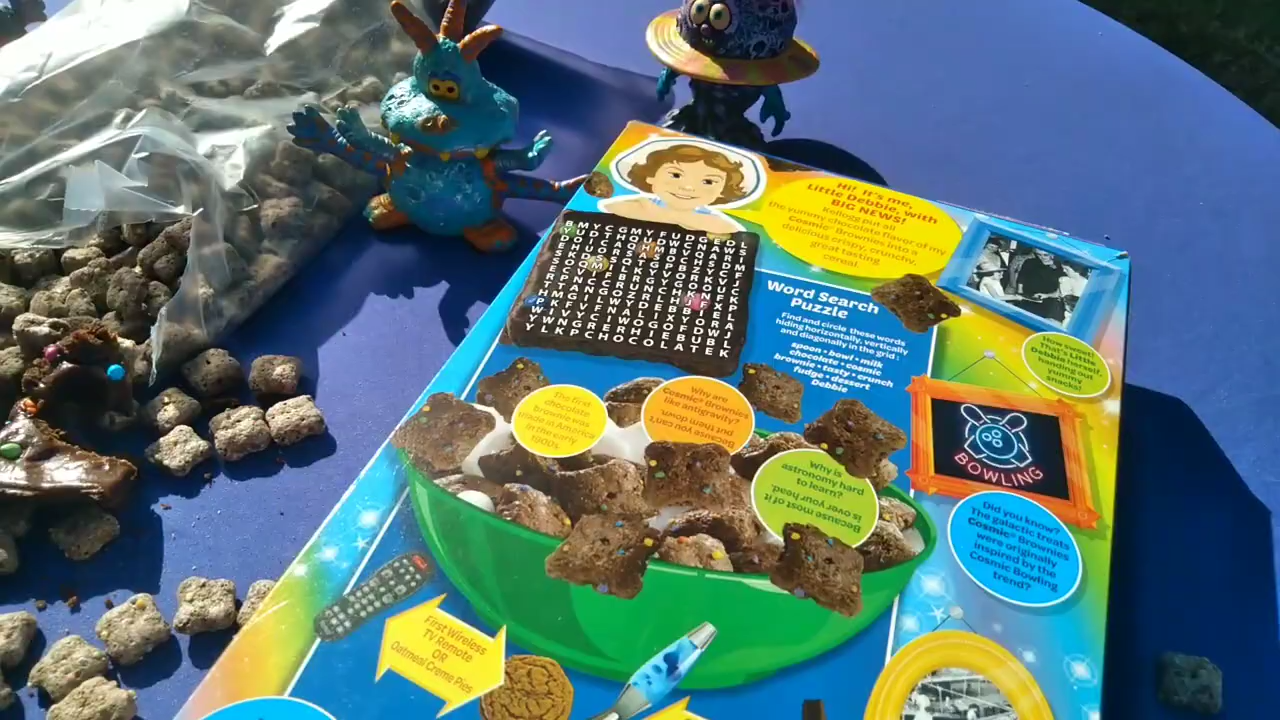 Hi! It's me,
Little Debbie, with
BIG NEWS!
Kellogg put all
the yummy chocolate flavor of my
Cosmic® Brownies into a
delicious crispy, crunchy,
great tasting
cereal.
Word Search
Puzzle
Find and circle these words
hiding horizontally, vertically
and diagonally in the grid:
spoon • bowl • milk
chocolate • cosmic
brownie • tasty • crunch
fudge • dessert
Debbie
How sweet!
That's Little
Debbie herself,
handing out
yummy
snacks!
BOWLING
The first
chocolate
brownie was
made in America
in the early
1900s.
Why are
Cosmic® Brownies
like antigravity?
Because you can't
put them down.
Why is
astronomy hard
to learn?
Because most of it
is over your head.
Did you know?
The galactic treats
Cosmic® Brownies
were originally
inspired by the
Cosmic Bowling
trend?
First Wireless
TV Remote
OR
Oatmeal Creme Pies